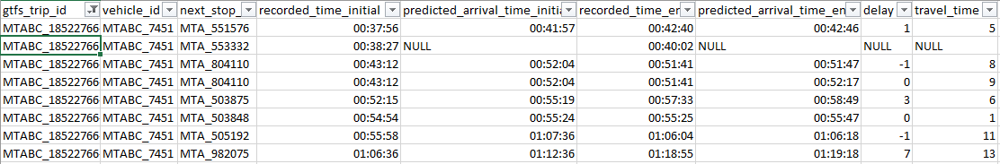 gtfs_trip_id vehicle_id next_stop_ recorded_time_initial predicted_arrival_time_initia recorded_time_en predicted_arrival_time_en delay travel_time
MTABC_18522766 MTABC_7451 MTA_551576 00:37:56 00:41:57 00:42:40 00:42:46 1 5
MTABC_18522766 MTABC_7451 MTA_553332 00:38:27 NULL 00:40:02 NULL NULL NULL
MTABC_18522766 MTABC_7451 MTA_804110 00:43:12 00:52:04 00:51:41 00:51:47 -1 8
MTABC_18522766 MTABC_7451 MTA_804110 00:43:12 00:52:04 00:51:41 00:52:17 0 9
MTABC_18522766 MTABC_7451 MTA_503875 00:52:15 00:55:19 00:57:33 00:58:49 3 6
MTABC_18522766 MTABC_7451 MTA_503848 00:54:54 00:55:24 00:55:25 00:55:47 0 1
MTABC_18522766 MTABC_7451 MTA_505192 00:55:58 01:07:36 01:06:04 01:06:18 -1 11
MTABC_18522766 MTABC_7451 MTA_982075 01:06:36 01:12:36 01:18:55 01:19:18 7 13